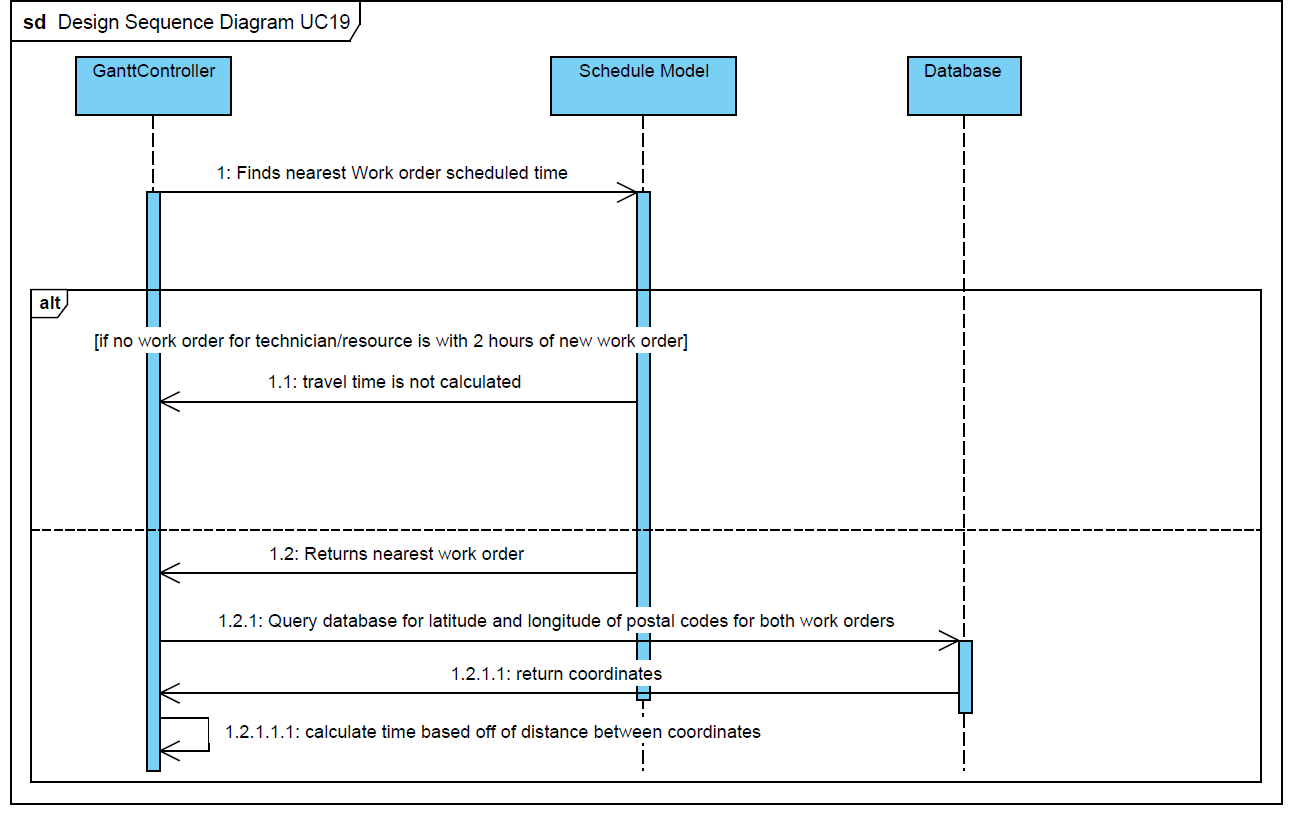 sd Design Sequence Diagram UC19
GanttController
Schedule Model
Database
1: Finds nearest Work order scheduled time
alt
[if no work order for technician/resource is with 2 hours of new work order]
1.1: travel time is not calculated
1.2: Returns nearest work order
1.2.1: Query database for latitude and longitude of postal codes for both work orders
1.2.1.1: return coordinates
1.2.1.1.1: calculate time based off of distance between coordinates